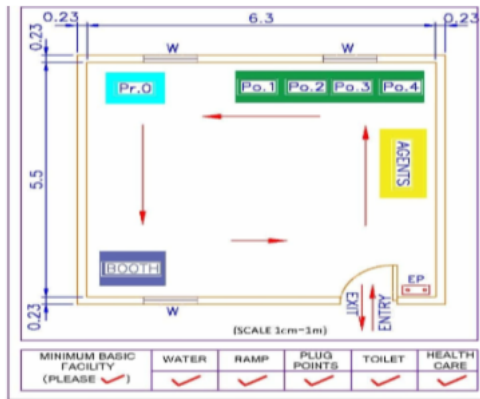 0.23 6.3 0.23
0.23
W W
Pr.O Po.1 Po.2 Po.3 Po.4
5.5
AGENTS
BOOTH
EP
0.23
W
EXIT
ENTRY
(SCALE 1cm-1m)
MINIMUM BASIC FACILITY (PLEASE ✓) WATER RAMP PLUG POINTS TOILET HEALTH CARE
✓ ✓ ✓ ✓ ✓